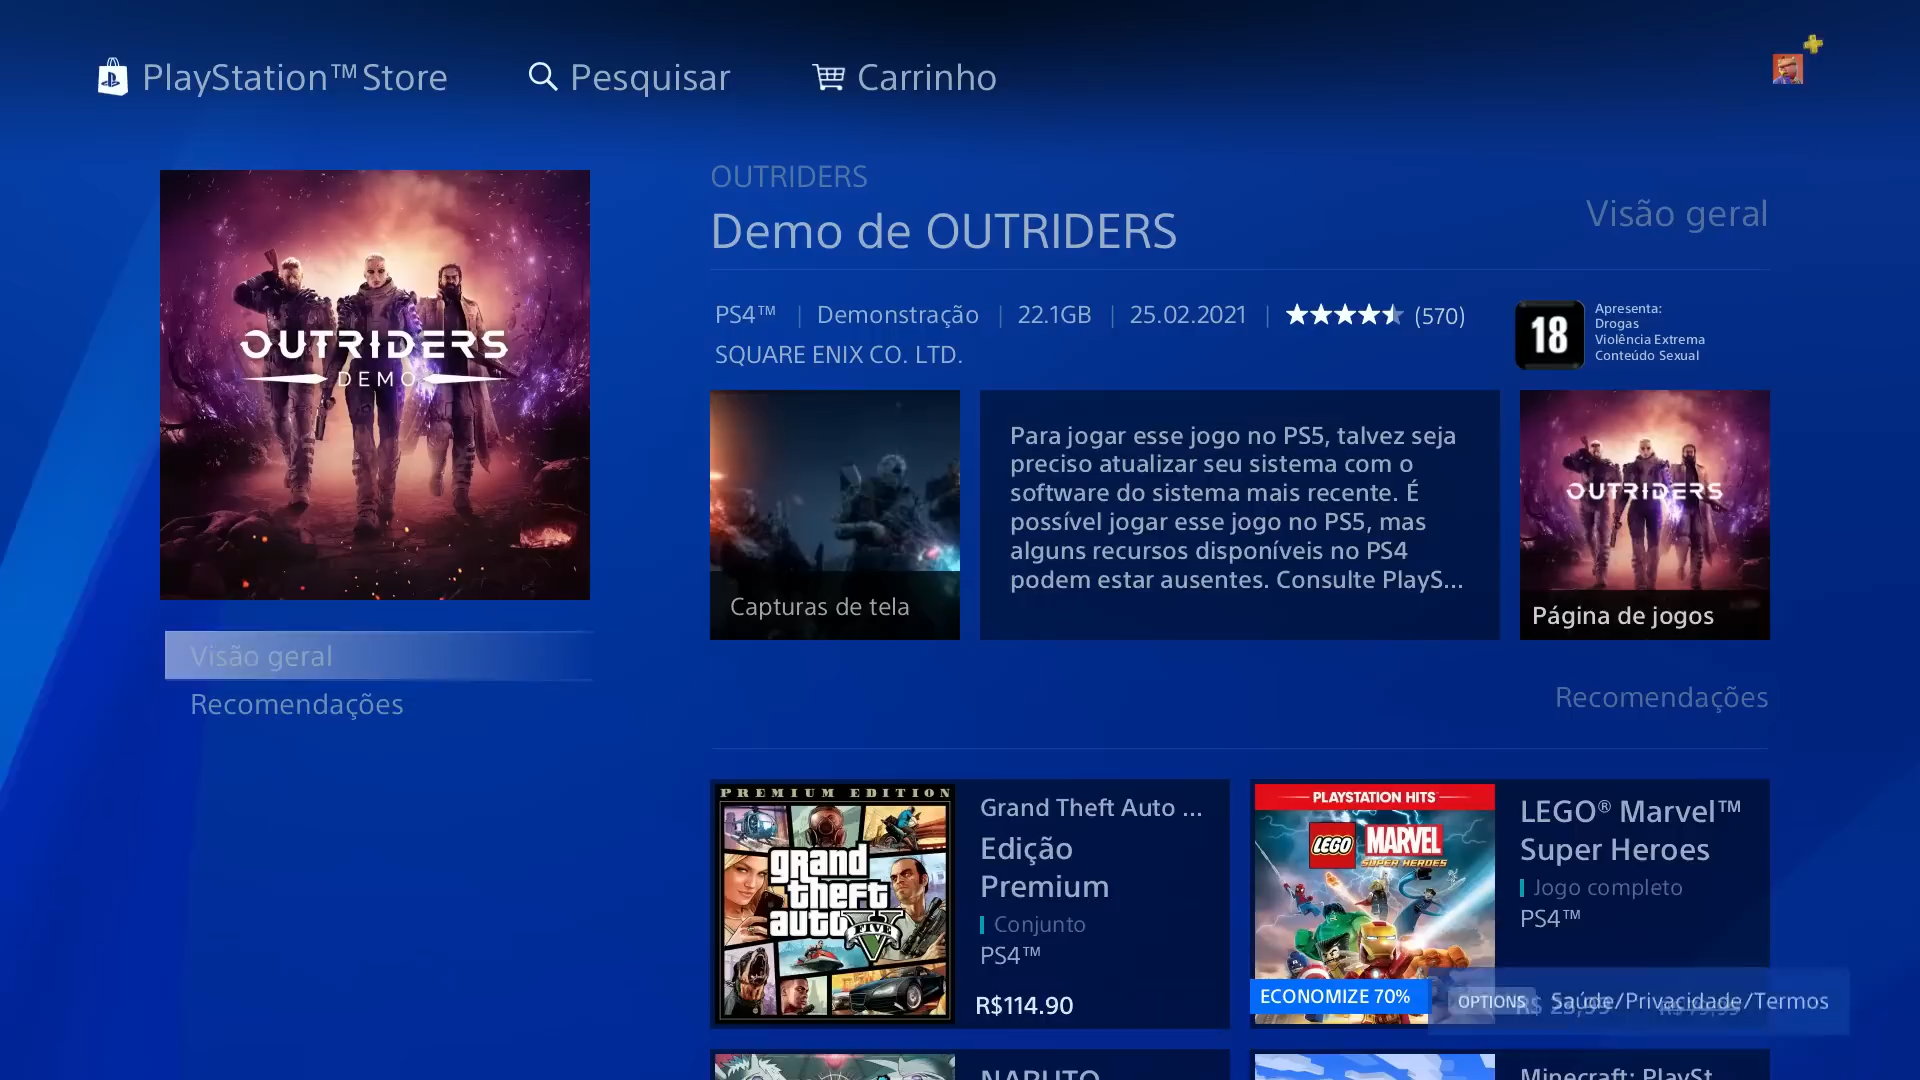 PlayStation™Store
Pesquisar
Carrinho
OUTRIDERS
Demo de OUTRIDERS
Visão geral
PS4™ | Demonstração | 22.1GB | 25.02.2021 | (570)
SQUARE ENIX CO. LTD.
18
Apresenta:
Drogas
Violência Extrema
Conteúdo Sexual
OUTRIDERS
DEMO
Capturas de tela
Para jogar esse jogo no PS5, talvez seja
preciso atualizar seu sistema com o
software do sistema mais recente. É
possível jogar esse jogo no PS5, mas
alguns recursos disponíveis no PS4
podem estar ausentes. Consulte PlayS...
OUTRIDERS
Página de jogos
Visão geral
Recomendações
Recomendações
PREMIUM EDITION
grand
theft
auto
FIVE
Grand Theft Auto ...
Edição
Premium
Conjunto
PS4™
R$114.90
PLAYSTATION HITS
LEGO MARVEL
SUPER HEROES
LEGO® Marvel™
Super Heroes
Jogo completo
PS4™
ECONOMIZE 70%
OPTIONS Saúde/Privacidade/Termos
NARUTO
Minecraft: PlaySt